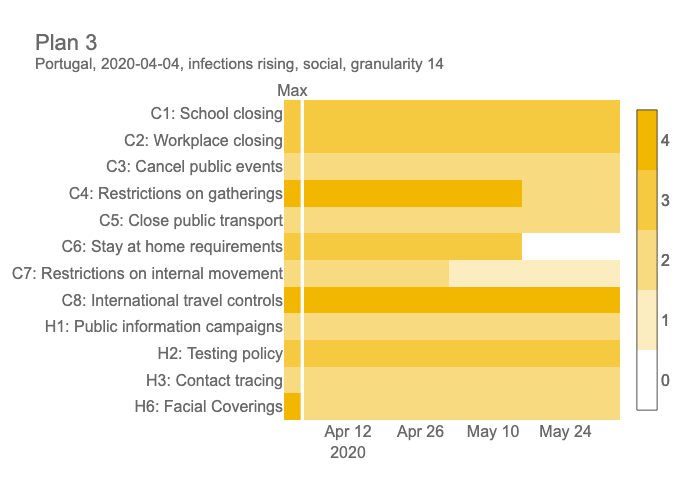 Plan 3
Portugal, 2020-04-04, infections rising, social, granularity 14
Max
C1: School closing
C2: Workplace closing
C3: Cancel public events
C4: Restrictions on gatherings
C5: Close public transport
C6: Stay at home requirements
C7: Restrictions on internal movement
C8: International travel controls
H1: Public information campaigns
H2: Testing policy
H3: Contact tracing
H6: Facial Coverings
Apr 12 Apr 26 May 10 May 24
2020
4
3
2
1
0